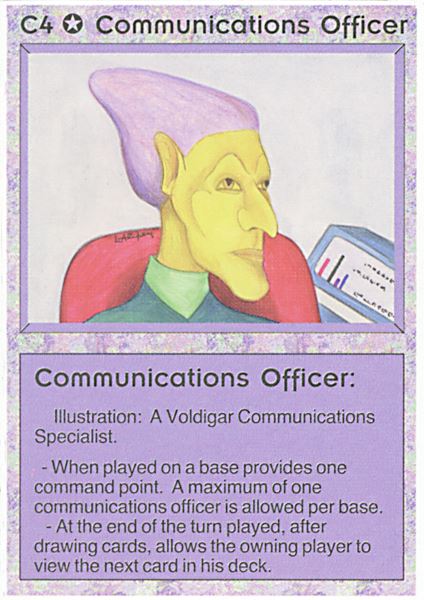 C4 ✪ Communications Officer
Communications Officer:
Illustration: A Voldigar Communications
Specialist.
- When played on a base provides one
command point. A maximum of one
communications officer is allowed per base.
- At the end of the turn played, after
drawing cards, allows the owning player to
view the next card in his deck.